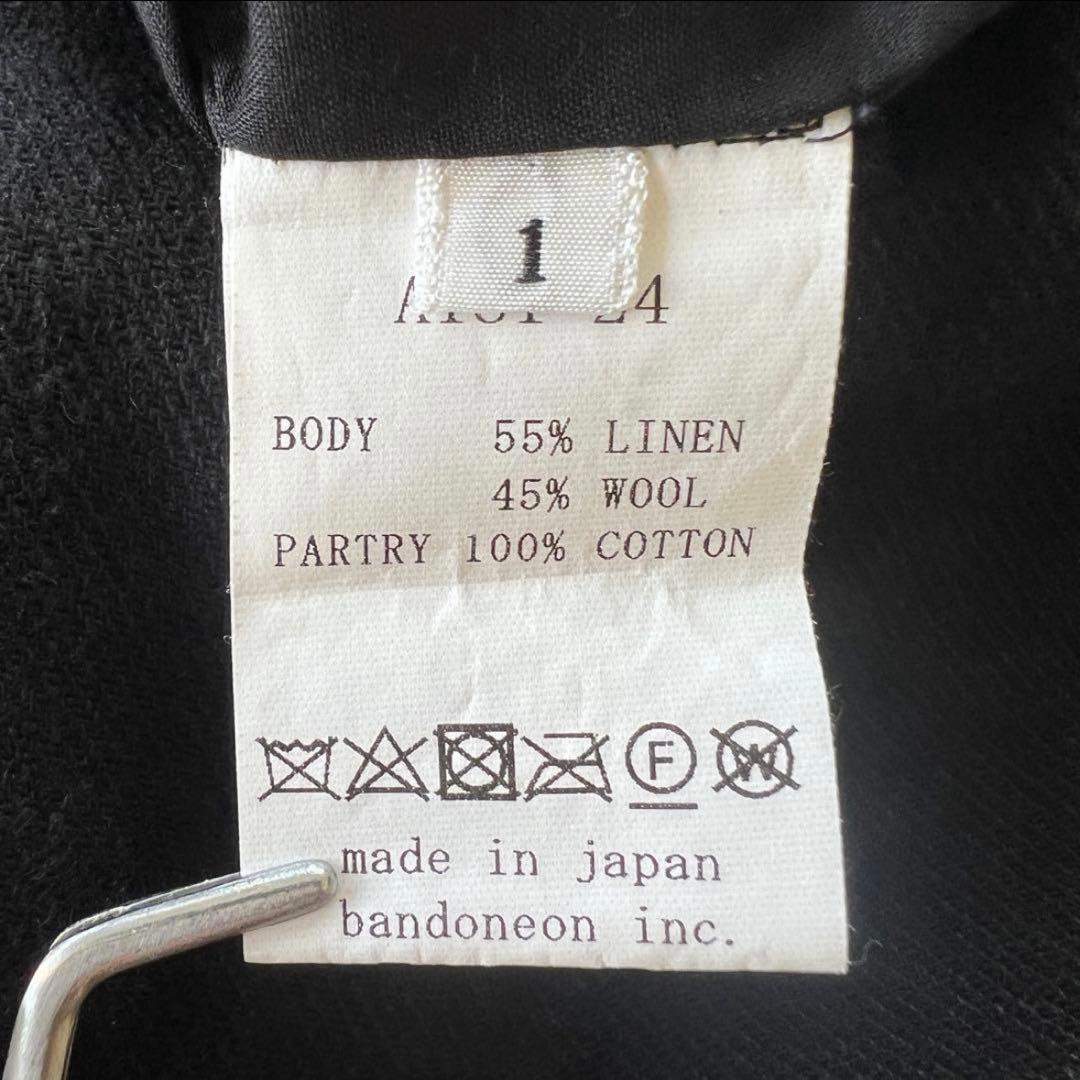 1
BODY 55% LINEN
45% WOOL
PARTRY 100% COTTON
F W
made in japan
bandoneon inc.